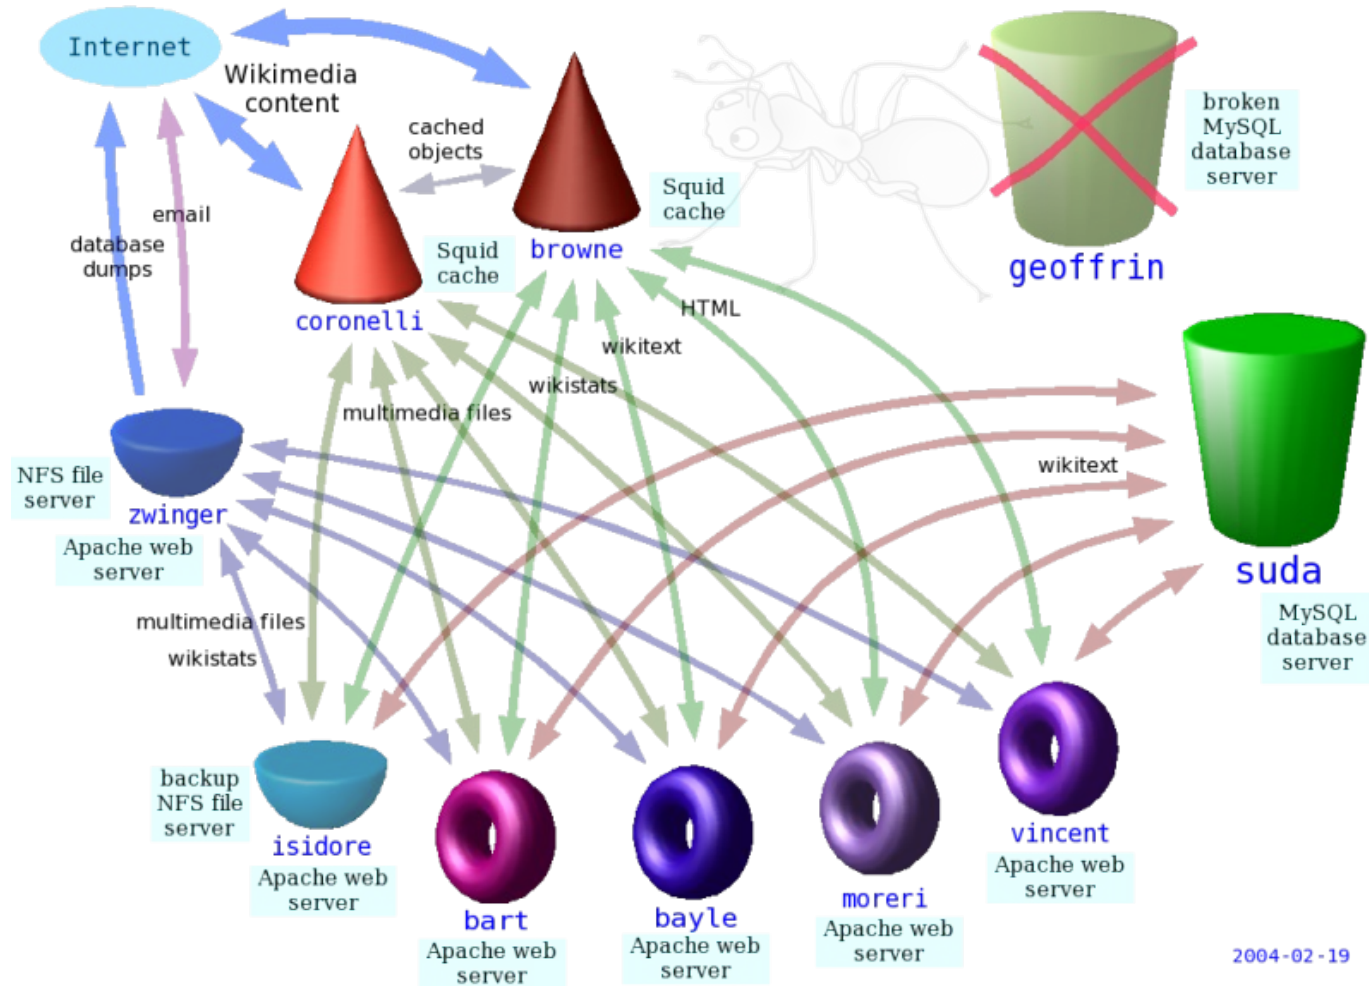 Internet
Wikimedia
content
cached
objects
broken
MySQL
database
server
Squid
cache
email
database
dumps
browne
Squid
cache
geoffrin
coronelli
HTML
wikitext
wikistats
multimedia files
wikitext
NFS file
server
zwinger
Apache web
server
suda
MySQL
database
server
multimedia files
wikistats
backup
NFS file
server
isidore
Apache web
server
bart
Apache web
server
bayle
Apache web
server
moreri
Apache web
server
vincent
Apache web
server
2004-02-19